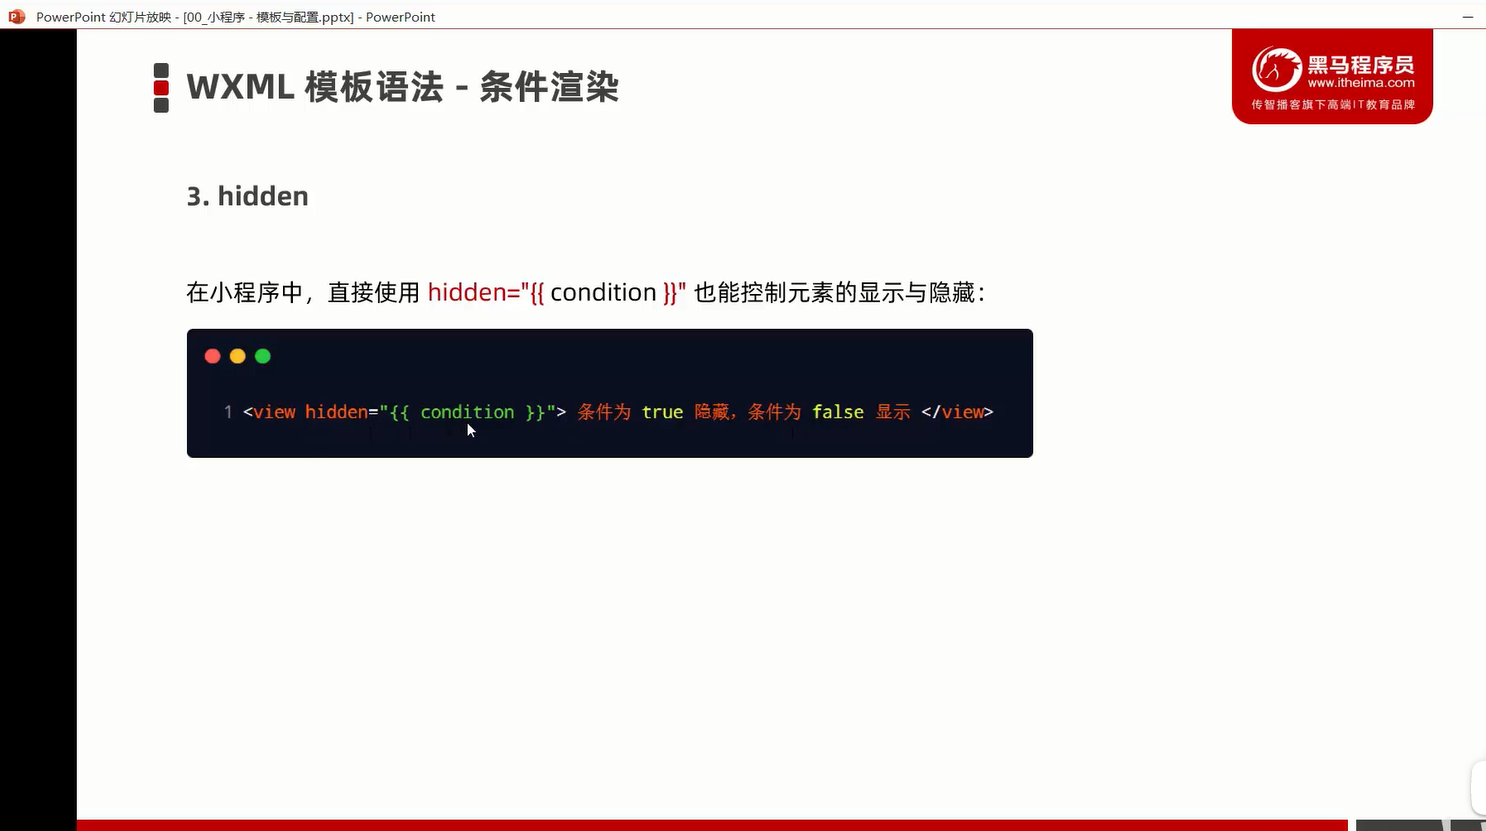 PowerPoint 幻灯片放映 - [00_小程序 - 模板与配置.pptx] - PowerPoint
WXML 模板语法 - 条件渲染
黑马程序员
www.itheima.com
传智播客旗下高端IT教育品牌
3. hidden
在小程序中，直接使用 hidden="{{ condition }}" 也能控制元素的显示与隐藏：
1 <view hidden="{{ condition }}"> 条件为 true 隐藏，条件为 false 显示 </view>